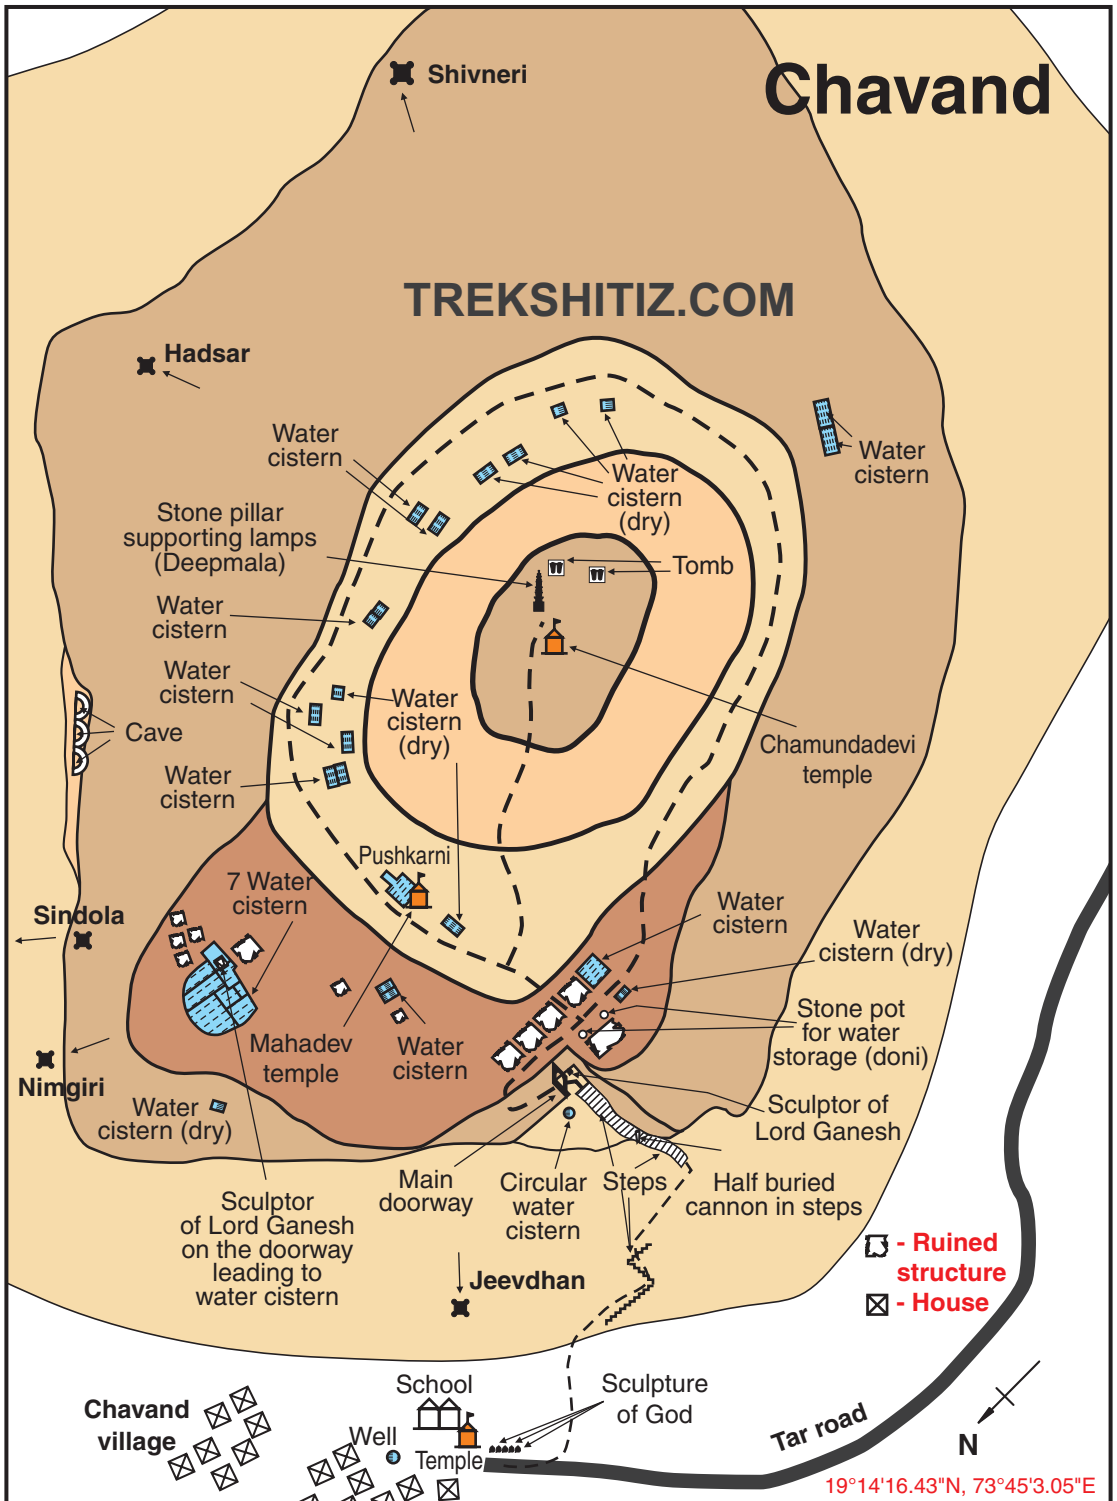 Chavand
Shivneri
TREKSHITIZ.COM
Hadsar
Water
cistern
Water
cistern
(dry)
Water
cistern
Stone pillar
supporting lamps
(Deepmala)
Tomb
Water
cistern
Water
cistern
Water
cistern
(dry)
Cave
Chamundadevi
temple
Water
cistern
Pushkarni
7 Water
cistern
Water
cistern
Sindola
Water
cistern (dry)
Stone pot
for water
storage (doni)
Mahadev
temple
Water
cistern
Nimgiri
Water
cistern (dry)
Sculptor of
Lord Ganesh
Main
doorway
Circular
water
cistern
Steps
Half buried
cannon in steps
Sculptor
of Lord Ganesh
on the doorway
leading to
water cistern
- Ruined
structure
- House
Jeevdhan
School
Sculpture
of God
Chavand
village
Well
Temple
Tar road
N
19°14'16.43"N, 73°45'3.05"E